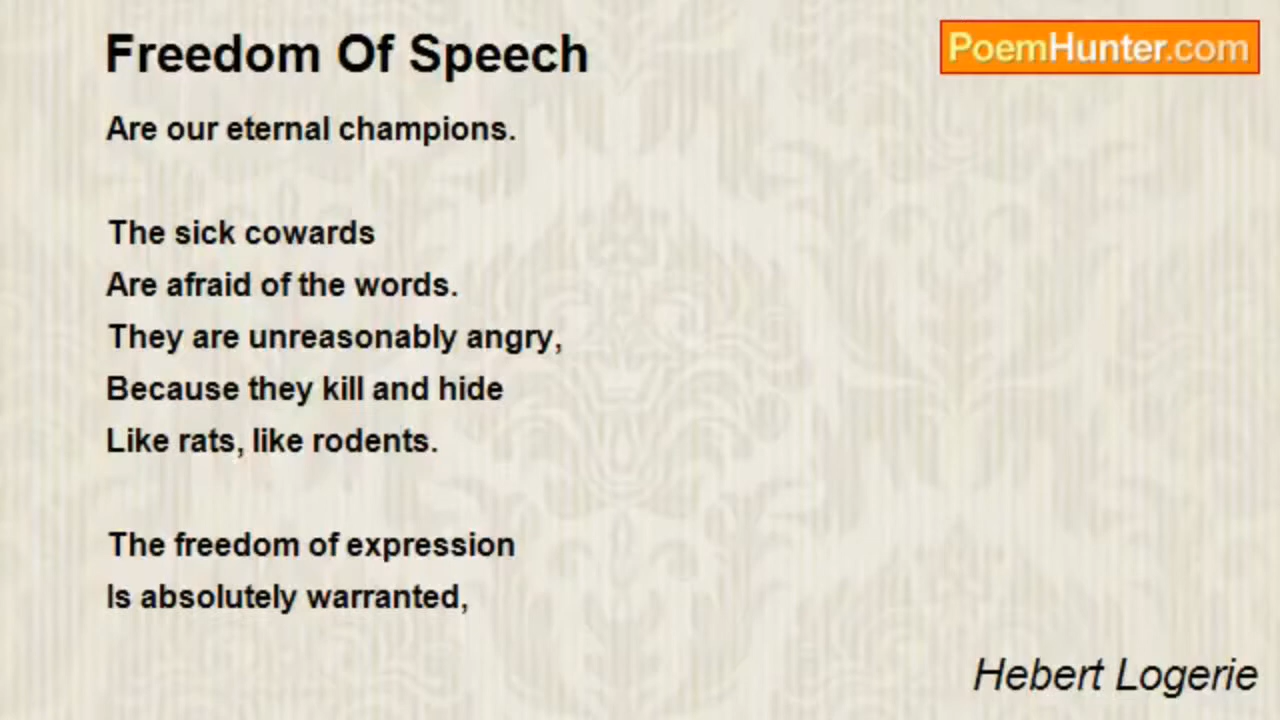 Freedom Of Speech
PoemHunter.com
Are our eternal champions.
The sick cowards
Are afraid of the words.
They are unreasonably angry,
Because they kill and hide
Like rats, like rodents.
The freedom of expression
Is absolutely warranted,
Hebert Logerie